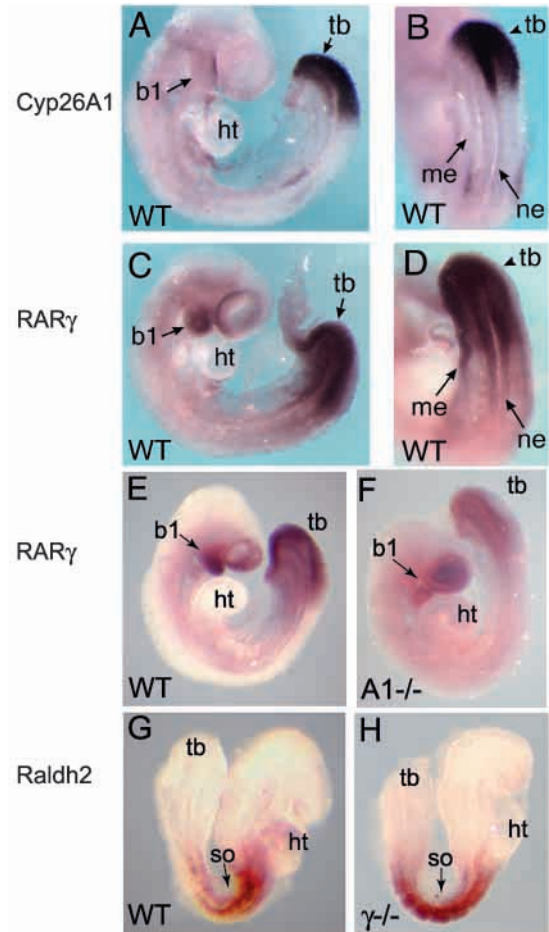 Cyp26A1
A
tb
b1
ht
WT
B
tb
me
ne
WT
RARγ
C
tb
b1
ht
WT
D
tb
me
ne
WT
RARγ
E
tb
b1
ht
WT
F
tb
b1
ht
A1-/-
Raldh2
G
tb
ht
so
WT
H
tb
ht
so
γ-/-